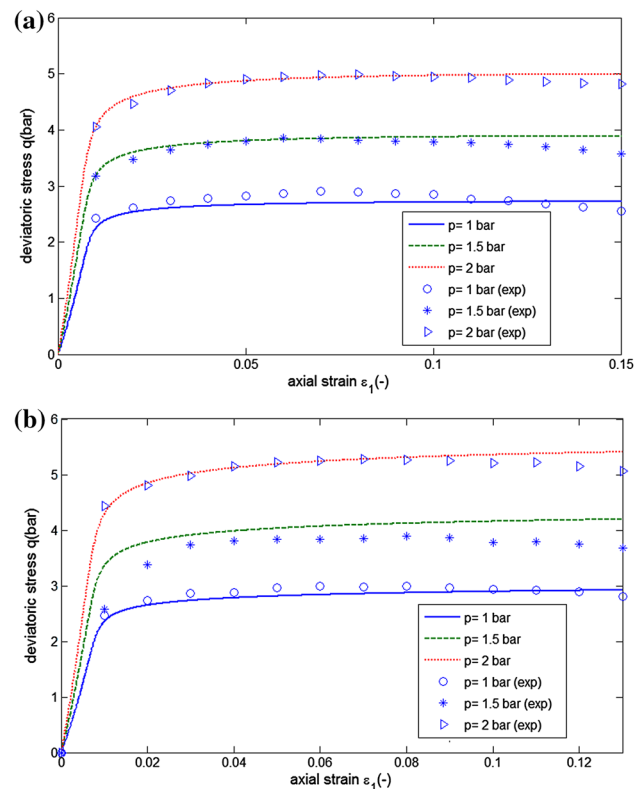 (a)
6
5
4
3
2
1
0
deviatoric stress q(bar)
p= 1 bar
p= 1.5 bar
p= 2 bar
p= 1 bar (exp)
p= 1.5 bar (exp)
p= 2 bar (exp)
0
0.05
0.1
0.15
axial strain ε1(-)
(b)
6
5
4
3
2
1
0
deviatoric stress q(bar)
p= 1 bar
p= 1.5 bar
p= 2 bar
p= 1 bar (exp)
p= 1.5 bar (exp)
p= 2 bar (exp)
0
0.02
0.04
0.06
0.08
0.1
0.12
axial strain ε1(-)